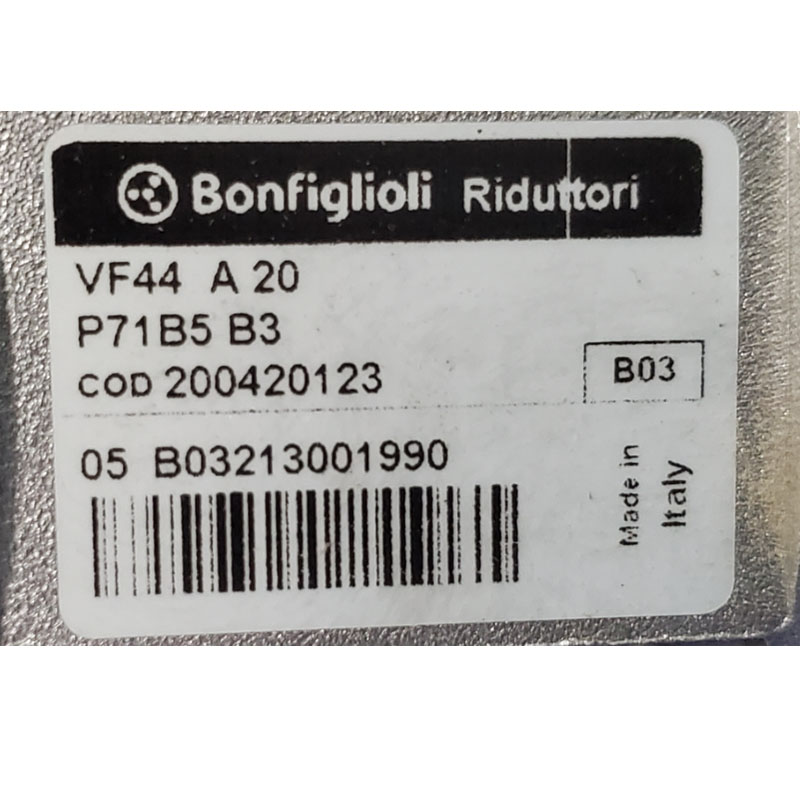 Bonfiglioli Riduttori
VF44 A 20
P71B5 B3
COD 200420123
B03
05 B03213001990
Made in
Italy